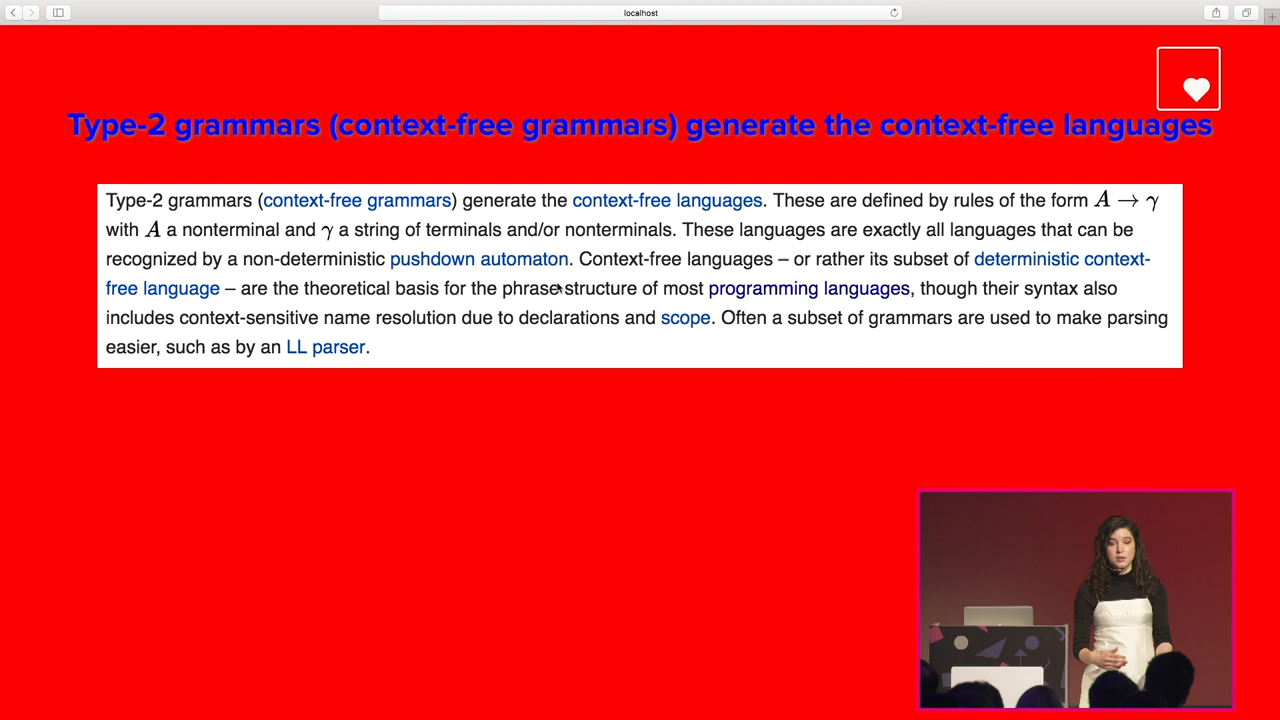 localhost
Type-2 grammars (context-free grammars) generate the context-free languages
Type-2 grammars (context-free grammars) generate the context-free languages. These are defined by rules of the form A → γ
with A a nonterminal and γ a string of terminals and/or nonterminals. These languages are exactly all languages that can be
recognized by a non-deterministic pushdown automaton. Context-free languages – or rather its subset of deterministic context-
free language – are the theoretical basis for the phrase structure of most programming languages, though their syntax also
includes context-sensitive name resolution due to declarations and scope. Often a subset of grammars are used to make parsing
easier, such as by an LL parser.